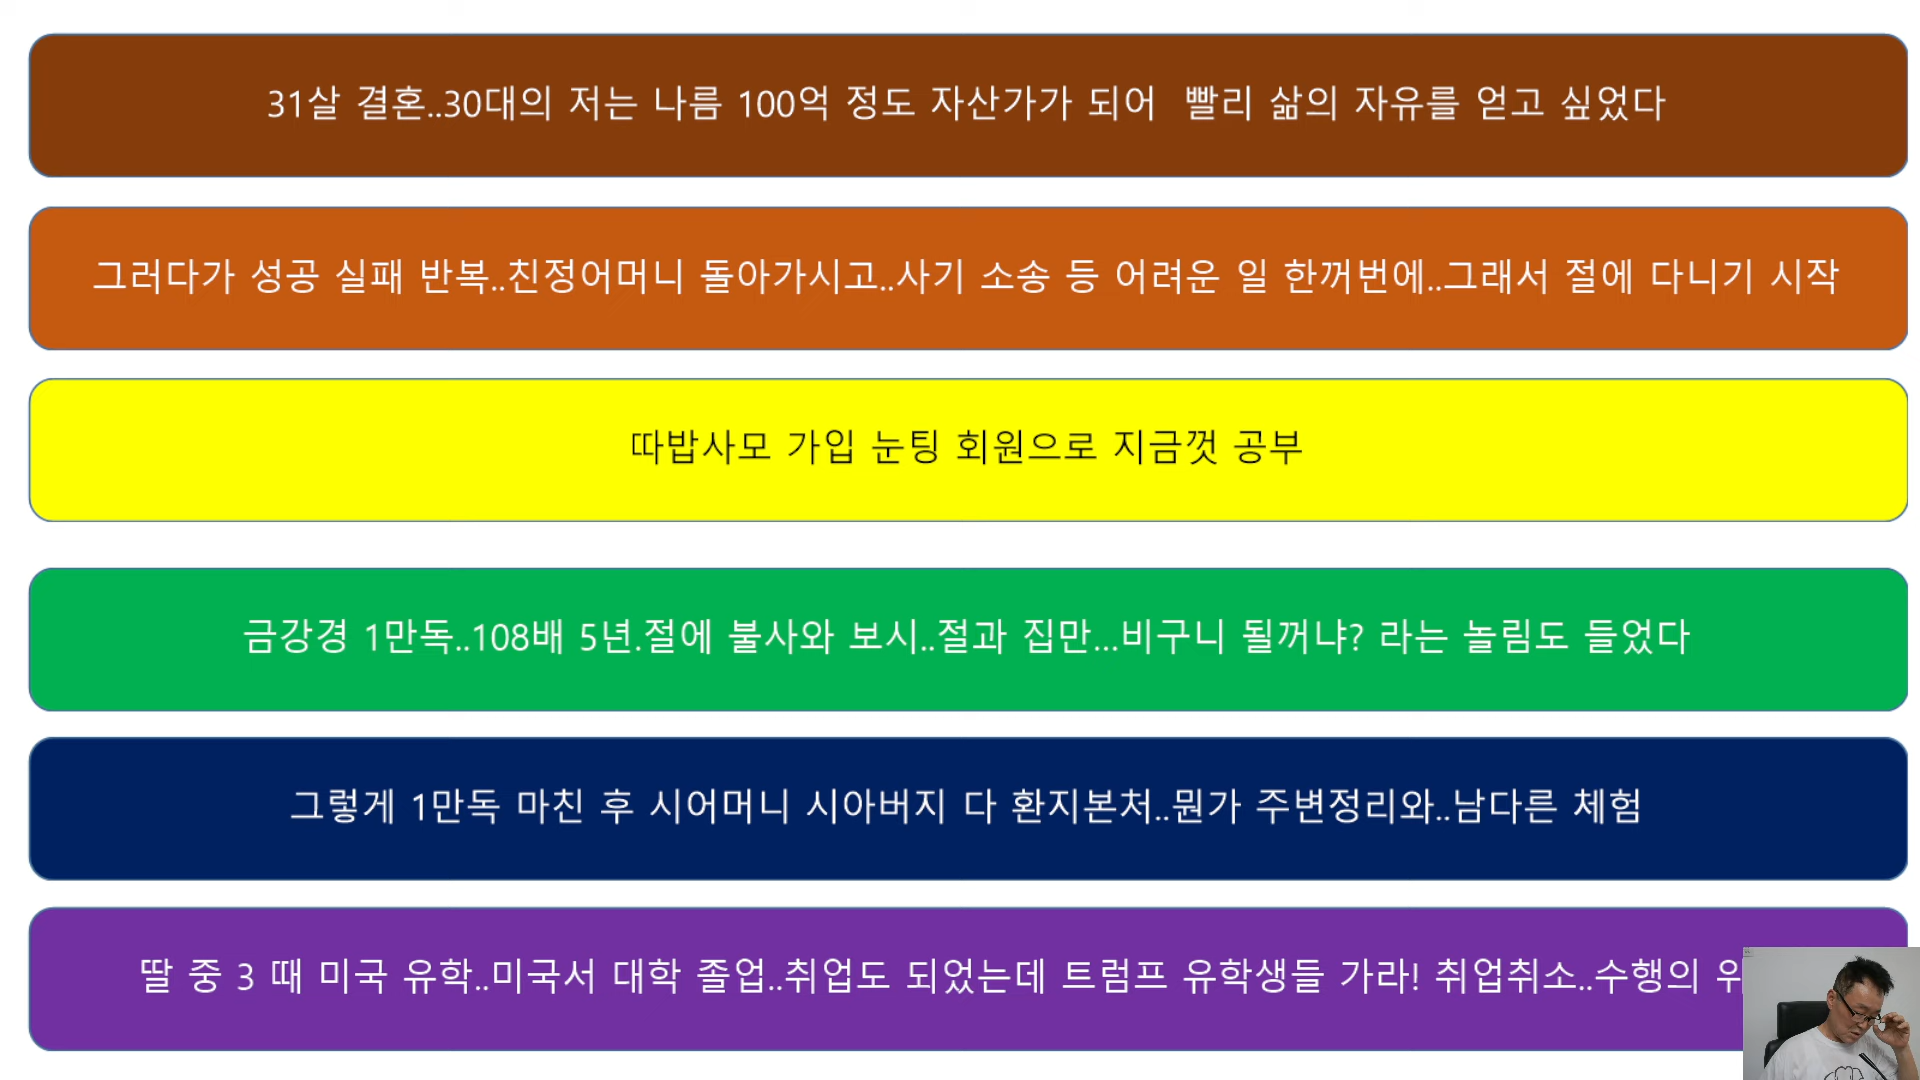 31살 결혼..30대의 저는 나름 100억 정도 자산가가 되어  빨리 삶의 자유를 얻고 싶었다
그러다가 성공 실패 반복..친정어머니 돌아가시고..사기 소송 등 어려운 일 한꺼번에..그래서 절에 다니기 시작
따밥사모 가입 눈팅 회원으로 지금껏 공부
금강경 1만독..108배 5년.절에 불사와 보시..절과 집만...비구니 될꺼냐? 라는 놀림도 들었다
그렇게 1만독 마친 후 시어머니 시아버지 다 환지본처..뭔가 주변정리와..남다른 체험
딸 중 3 때 미국 유학..미국서 대학 졸업..취업도 되었는데 트럼프 유학생들 가라! 취업취소..수행의